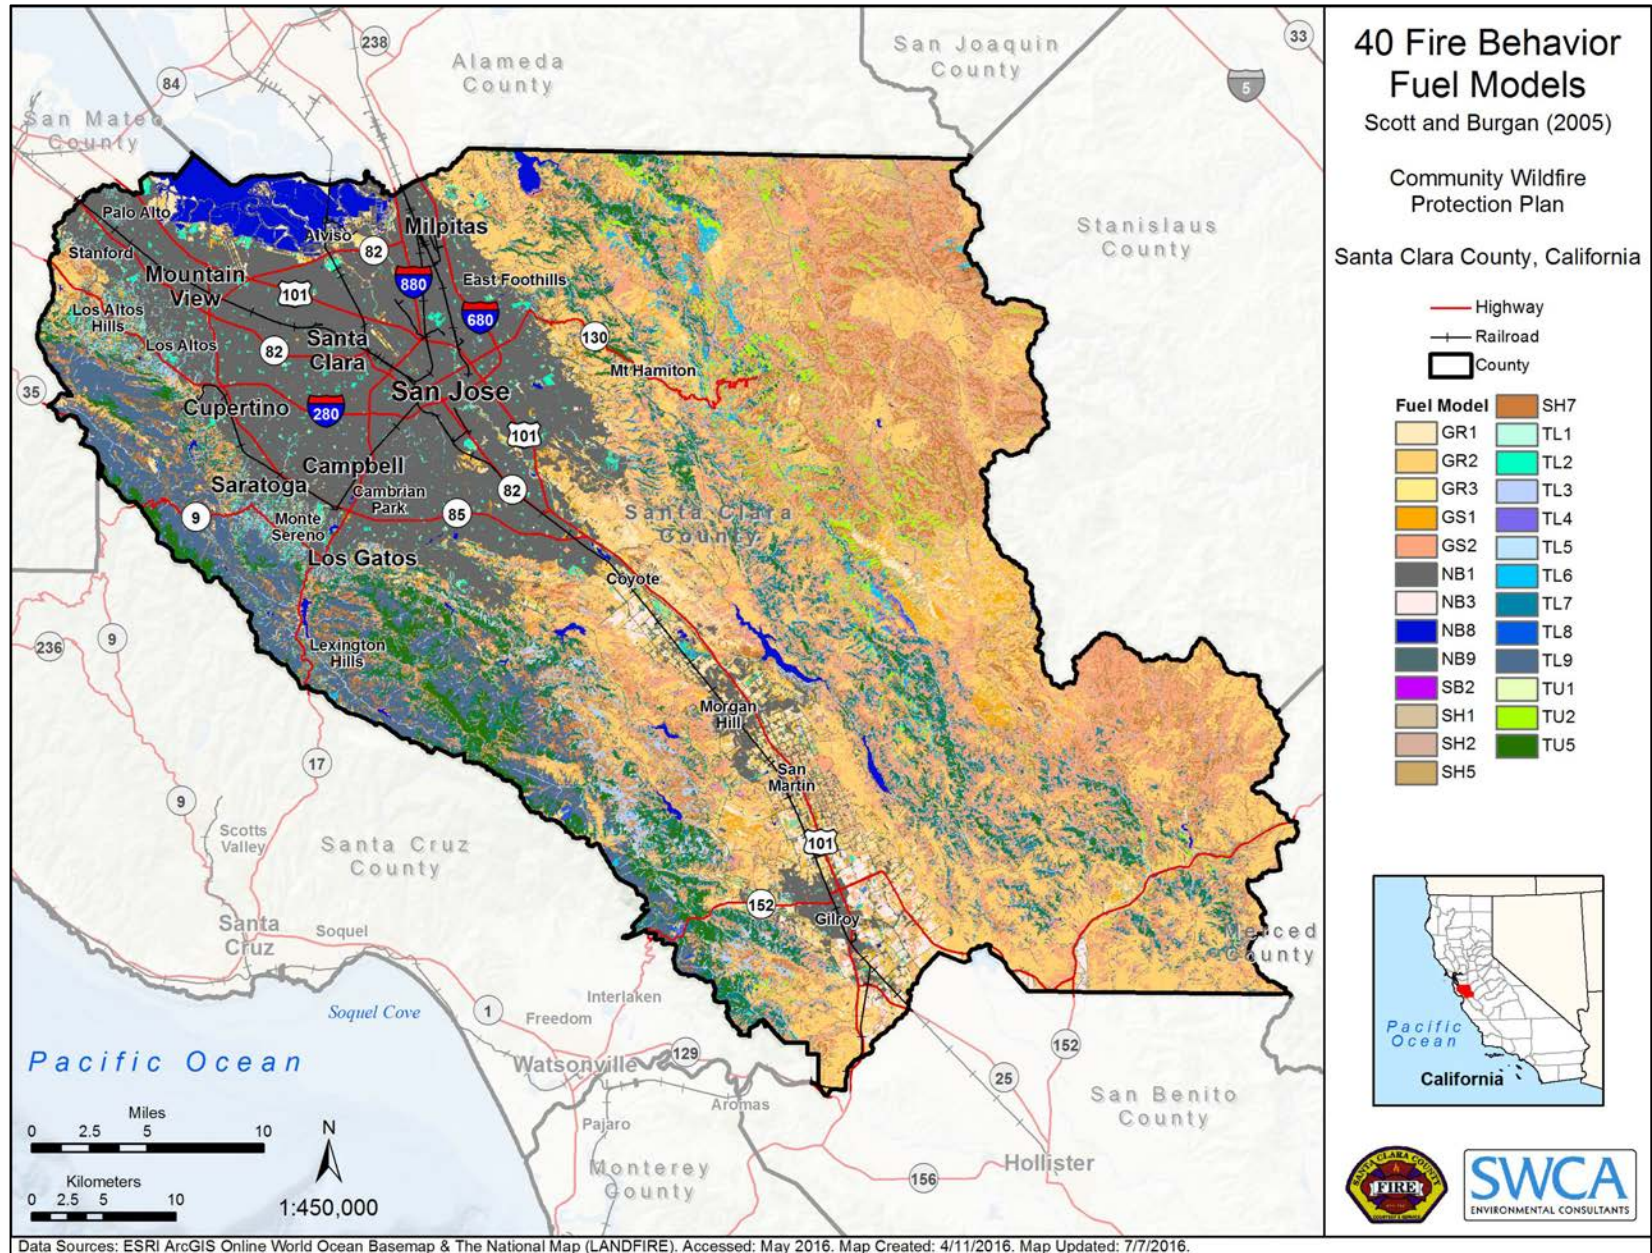 40 Fire Behavior
Fuel Models
Scott and Burgan (2005)
Community Wildfire
Protection Plan
Santa Clara County, California
Highway
Railroad
County
Fuel Model
GR1
GR2
GR3
GS1
GS2
NB1
NB3
NB8
NB9
SB2
SH1
SH2
SH5
SH7
TL1
TL2
TL3
TL4
TL5
TL6
TL7
TL8
TL9
TU1
TU2
TU5
Pacific
Ocean
California
SANTA CLARA COUNTY
FIRE
SWCA
ENVIRONMENTAL CONSULTANTS
238
84
33
5
Alameda
County
San Joaquin
County
San Mateo
County
Stanislaus
County
Palo Alto
Alviso
Milpitas
82
Stanford
Mountain
View
101
880
East Foothills
680
Los Altos
Hills
Los Altos
82
Santa
Clara
130
Mt Hamiton
35
San Jose
Cupertino
280
101
Campbell
Saratoga
Cambrian
Park
82
9
Monte
Sereno
85
Santa Clara
County
Los Gatos
Coyote
236
9
Lexington
Hills
Morgan
Hill
17
San
Martin
9
Scotts
Valley
Santa Cruz
County
101
152
Gilroy
Merced
County
Santa
Cruz
Soquel
Soquel Cove
1
Interlaken
Freedom
Pacific Ocean
Watsonville
129
152
25
Aromas
Pajaro
San Benito
County
Monterey
County
156
Hollister
Miles
0 2.5 5 10
Kilometers
0 2.5 5 10
N
1:450,000
Data Sources: ESRI ArcGIS Online World Ocean Basemap & The National Map (LANDFIRE). Accessed: May 2016. Map Created: 4/11/2016. Map Updated: 7/7/2016.